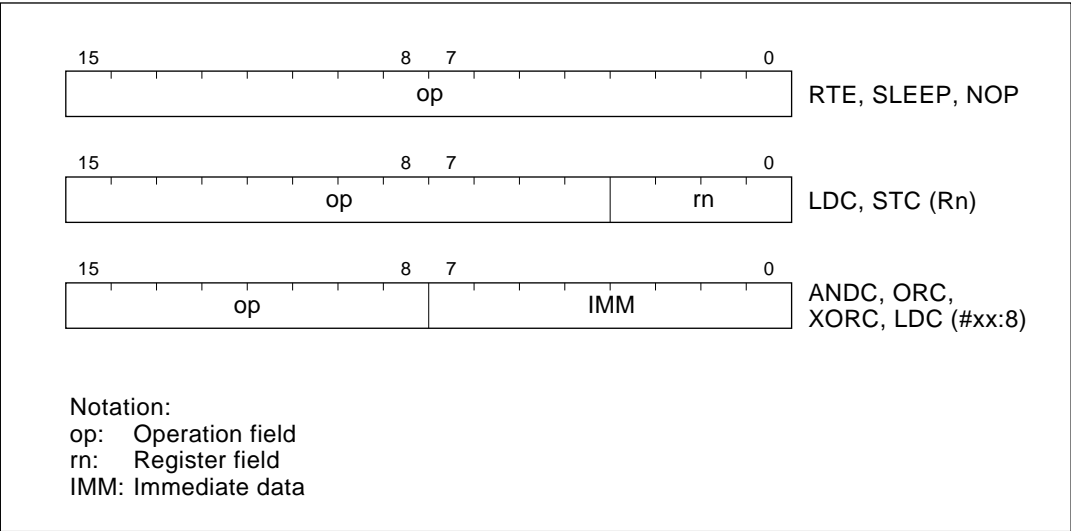 15 8 7 0
op
RTE, SLEEP, NOP
15 8 7 0
op rn
LDC, STC (Rn)
15 8 7 0
op IMM
ANDC, ORC,
XORC, LDC (#xx:8)
Notation:
op: Operation field
rn: Register field
IMM: Immediate data